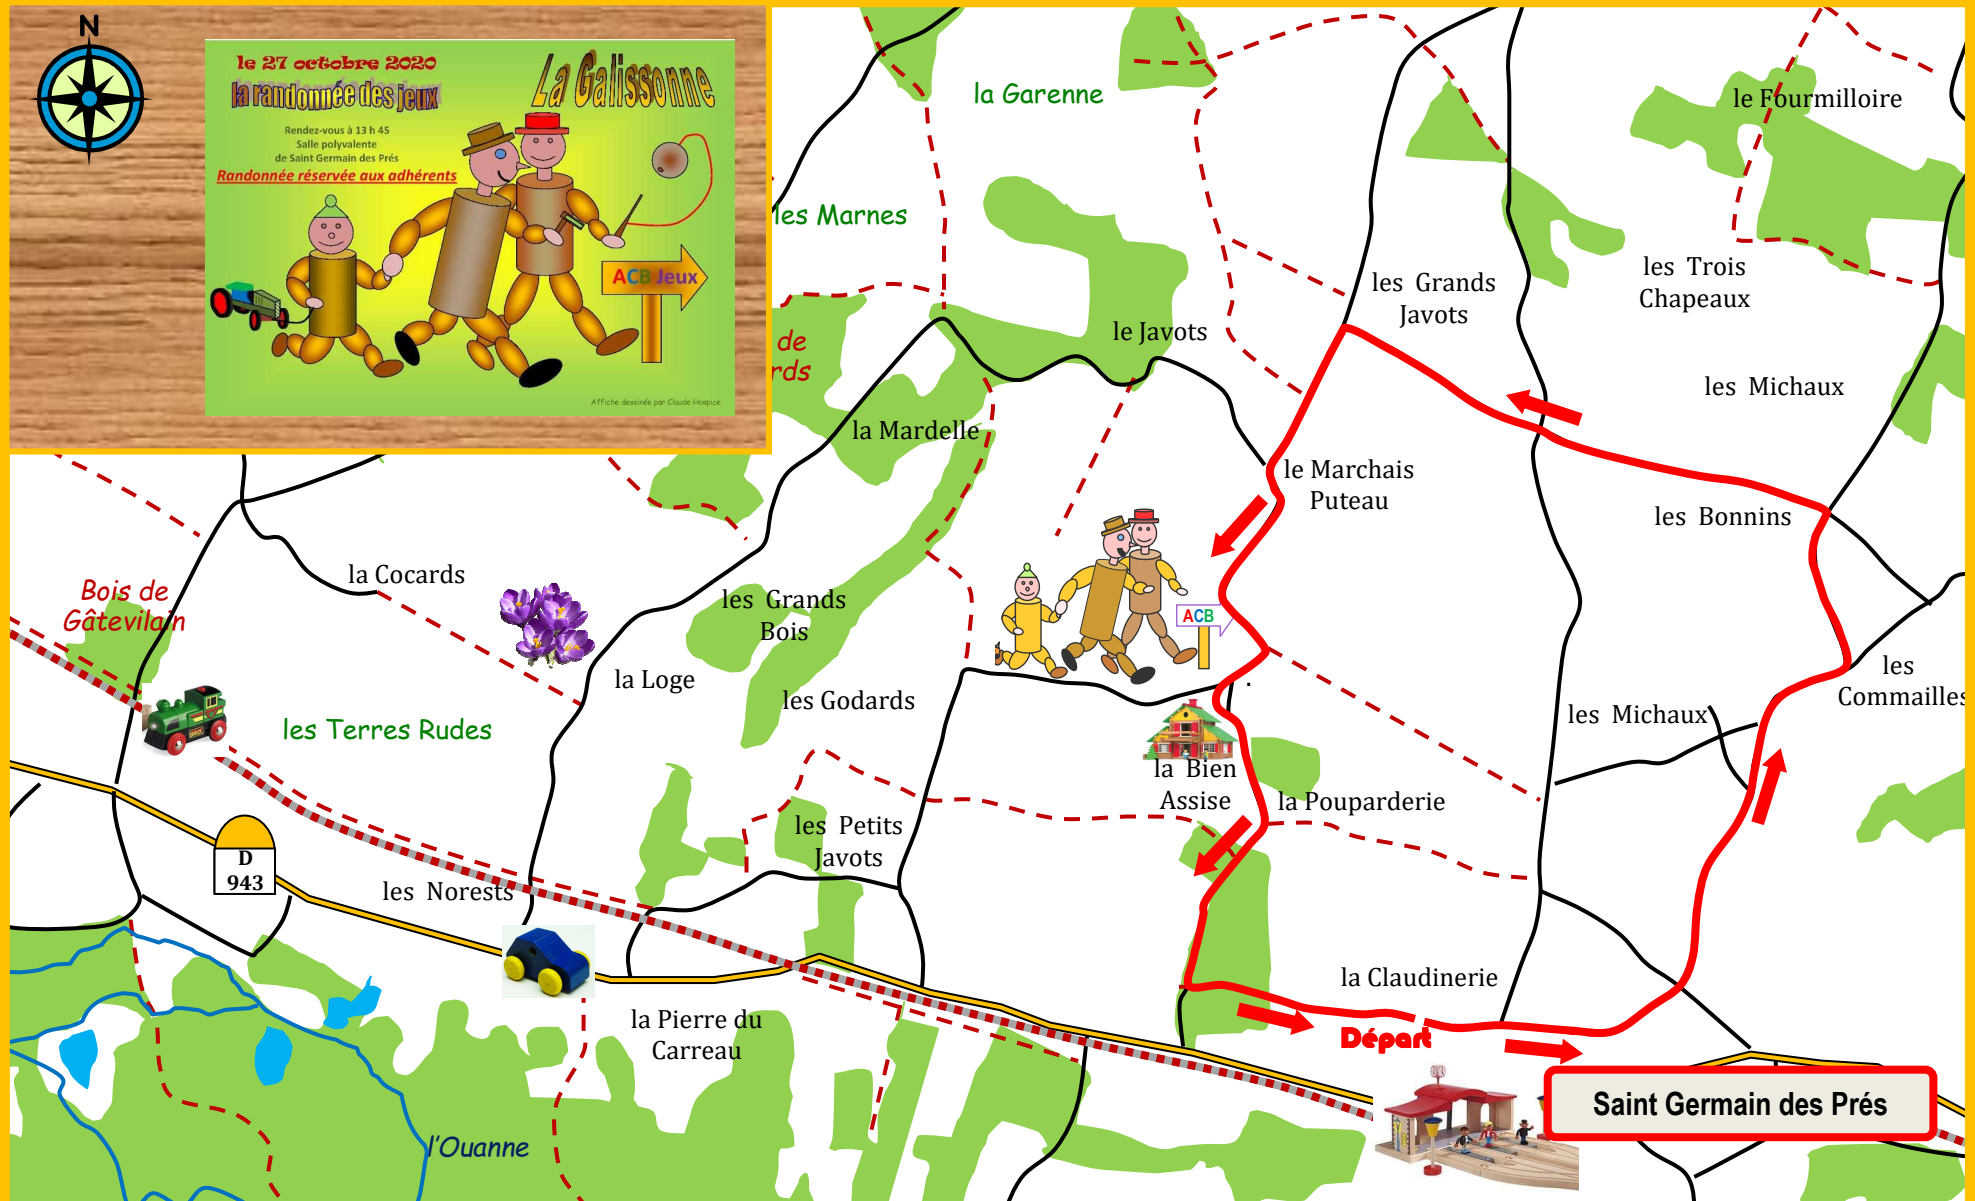 N
le 27 octobre 2020
la randonnée des jeux
La Galissonne
Rendez-vous à 13 h 45
Salle polyvalente
de Saint Germain des Prés
Randonnée réservée aux adhérents
ACB Jeux
Affiche dessinée par Claude Hospice
la Garenne
le Fourmilloire
les Marnes
les Grands
Javots
les Trois
Chapeaux
le Javots
de
rds
les Michaux
la Mardelle
le Marchais
Puteau
les Bonnins
la Cocards
Bois de
Gâtevilain
les Grands
Bois
ACB
la Loge
les Godards
les
Commailles
les Michaux
les Terres Rudes
la Bien
Assise
la Pouparderie
les Petits
Javots
D
943
les Norests
la Claudinerie
la Pierre du
Carreau
Départ
Saint Germain des Prés
l'Ouanne